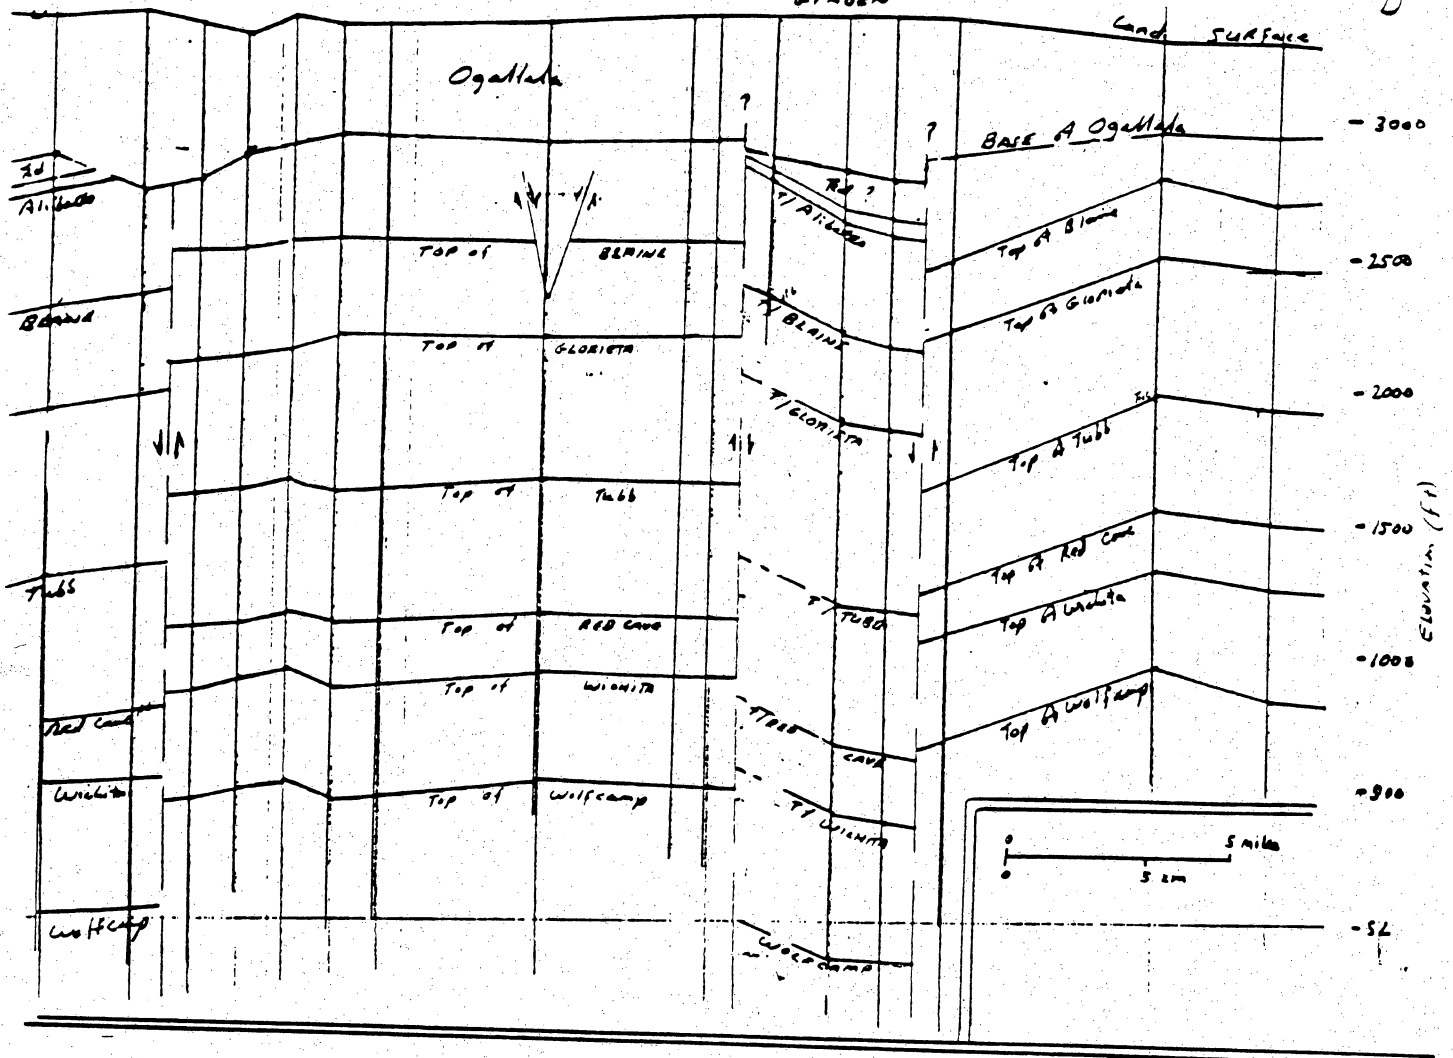 Land SURFACE
Ogallala
?
?
BASE of Ogallala
- 3000
Trd ?
Alibates
T/ Alibates
Top of Blaine
TOP of BLAINE
- 2500
Top of Glorieta
BLAINE
T/ BLAINE
TOP of GLORIETA
- 2000
T/ GLORIETA
Top of Tubb
Top of Tubb
- 1500
Elevation (ft)
Top of Red Cave
Tubb
T/ TUBB
Top of Wichita
Top of RED CAVE
- 1000
Top of WICHITA
Red Cave
T/ RED CAVE
Top of Wolfcamp
Wichita
Top of Wolfcamp
- 500
T/ WICHITA
0 5 miles
0 5 km
Wolfcamp
- SL
WOLFCAMP